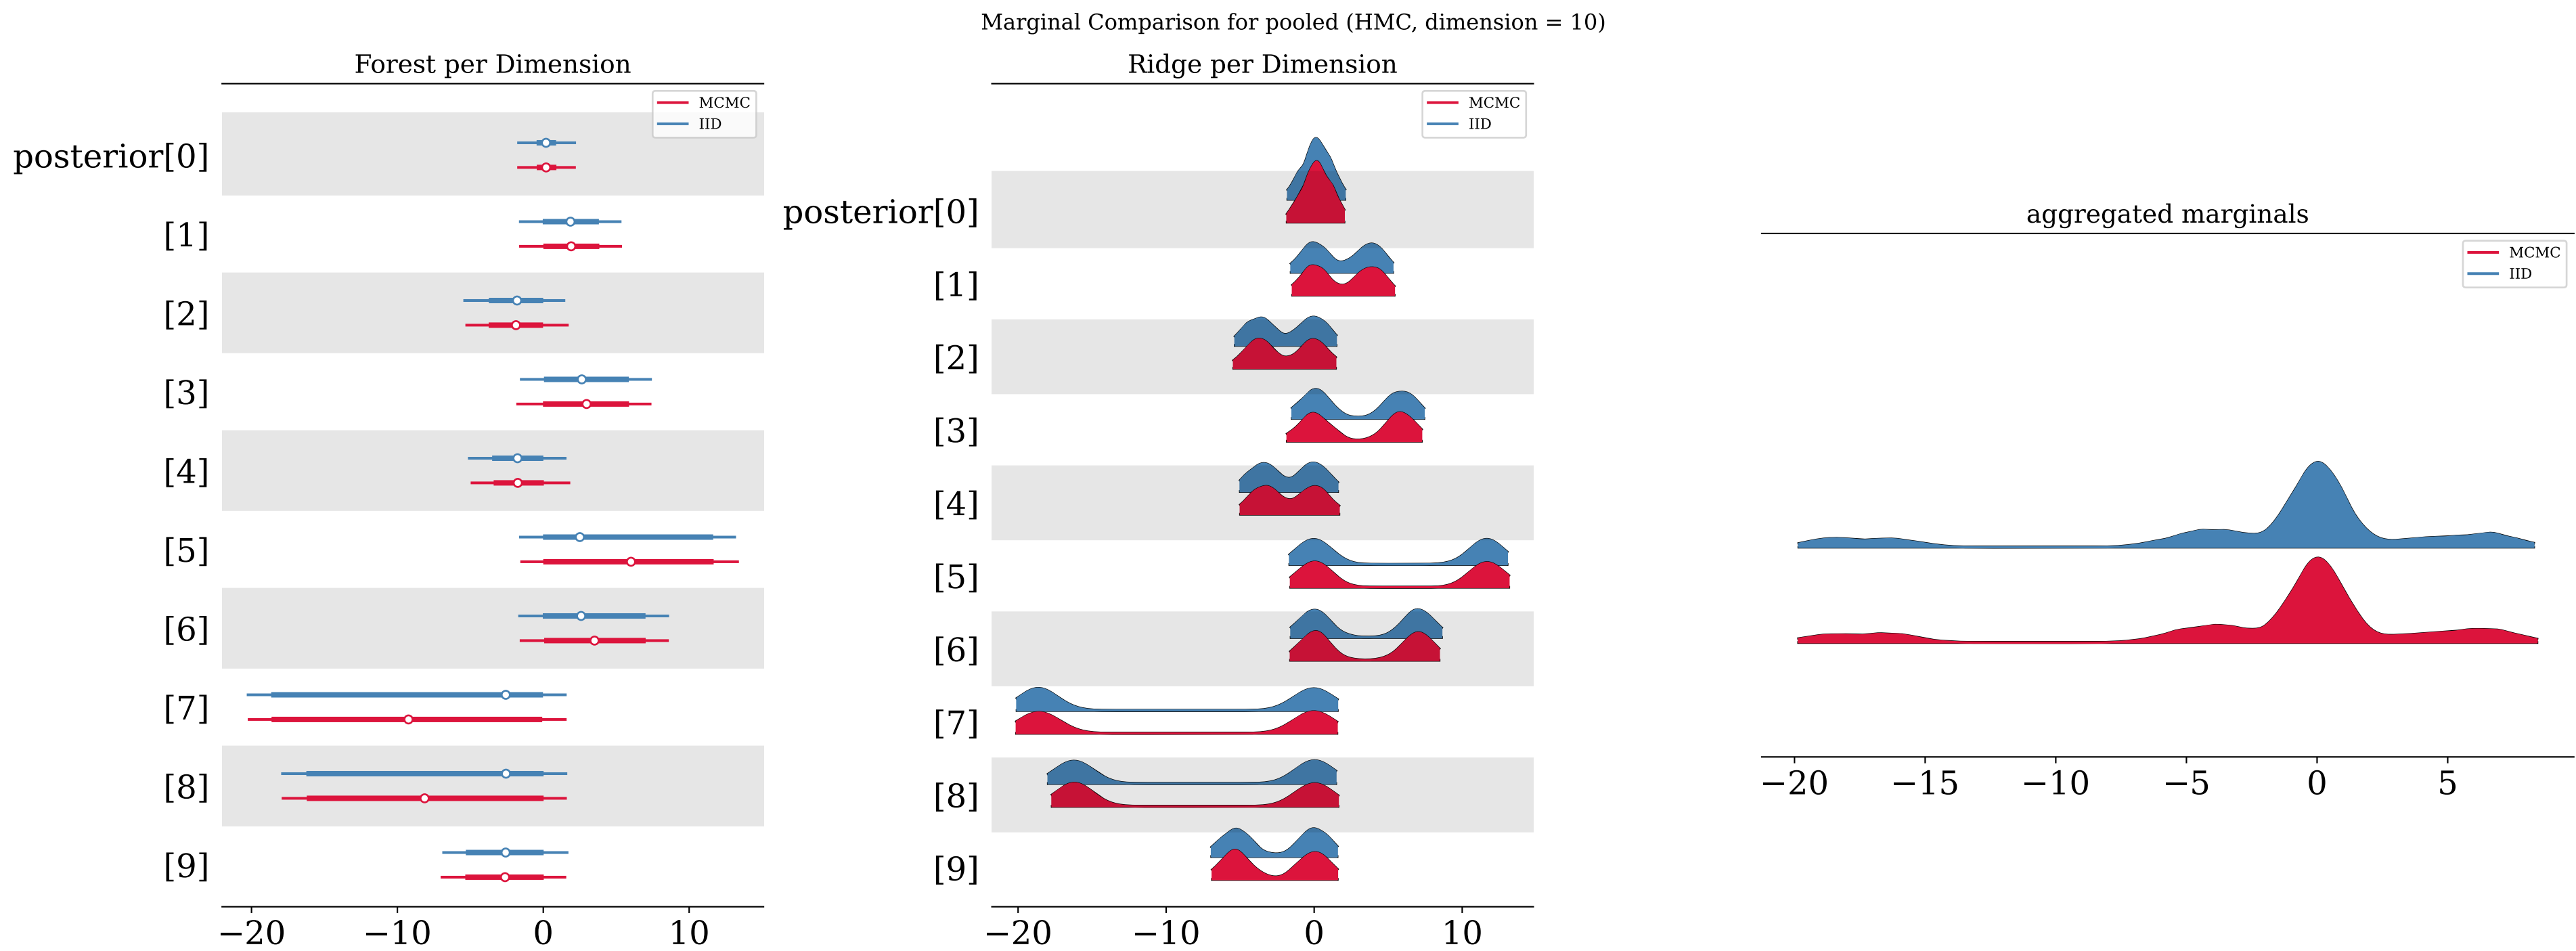 Marginal Comparison for pooled (HMC, dimension = 10)
Forest per Dimension
MCMC
IID
posterior[0]
[1]
[2]
[3]
[4]
[5]
[6]
[7]
[8]
[9]
−20 −10 0 10
Ridge per Dimension
MCMC
IID
posterior[0]
[1]
[2]
[3]
[4]
[5]
[6]
[7]
[8]
[9]
−20 −10 0 10
aggregated marginals
MCMC
IID
−20 −15 −10 −5 0 5